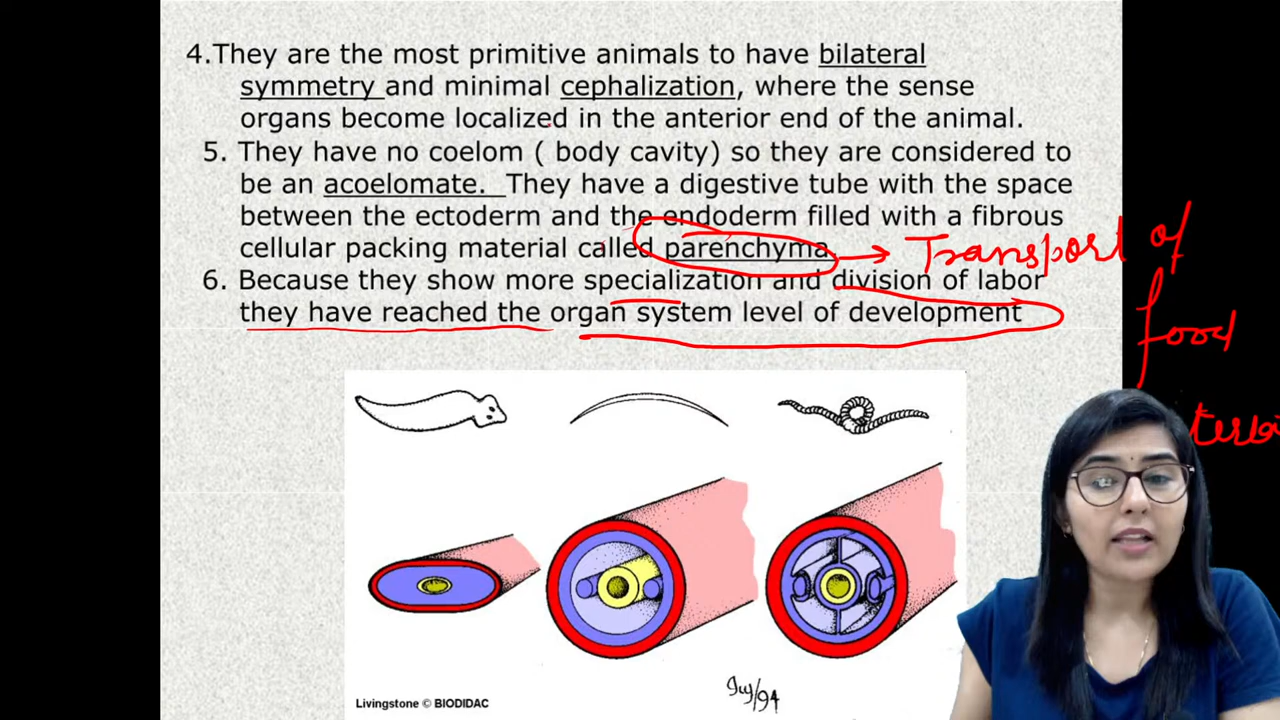 4.They are the most primitive animals to have bilateral
symmetry and minimal cephalization, where the sense
organs become localized in the anterior end of the animal.
5. They have no coelom ( body cavity) so they are considered to
be an acoelomate. They have a digestive tube with the space
between the ectoderm and the endoderm filled with a fibrous
cellular packing material called parenchyma
→ Transport of
food
6. Because they show more specialization and division of labor
they have reached the organ system level of development
Livingstone © BIODIDAC